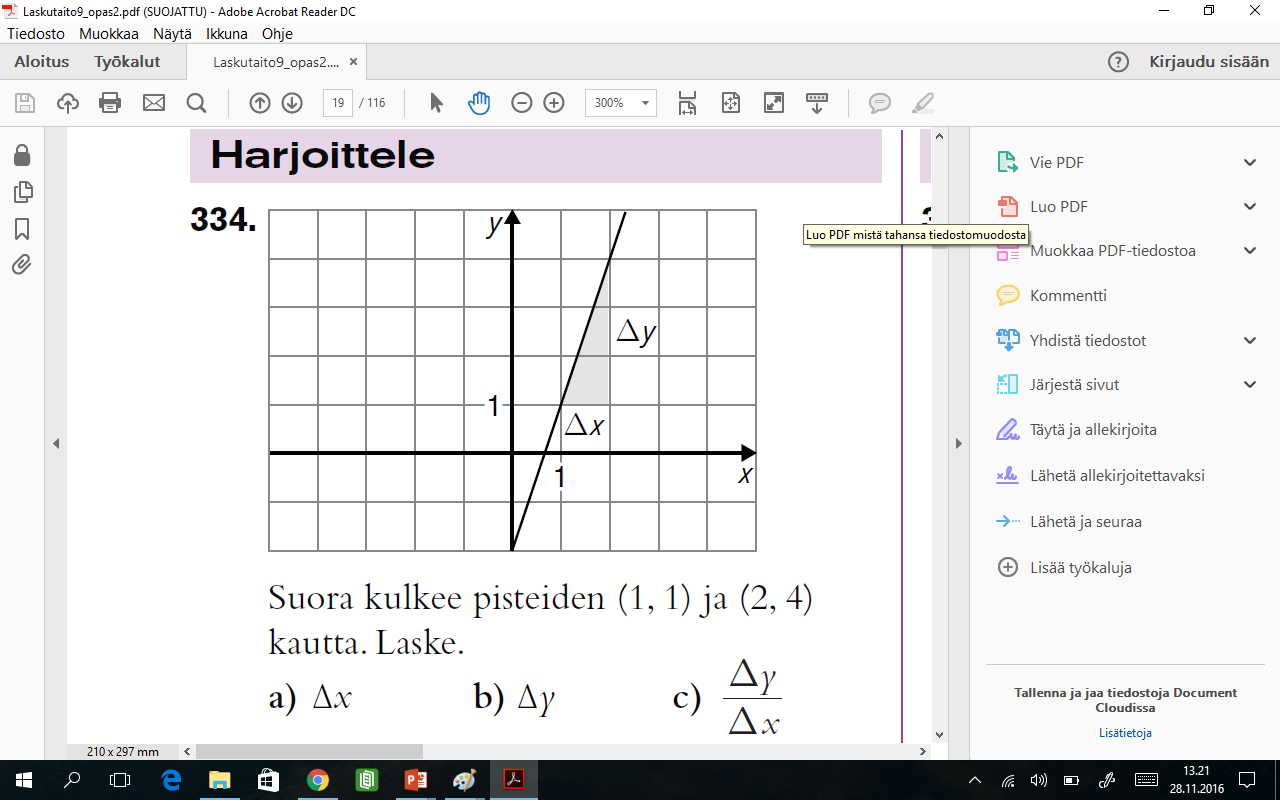 Laskutaito9_opas2.pdf (SUOJATTU) - Adobe Acrobat Reader DC
Tiedosto Muokkaa Näytä Ikkuna Ohje
Aloitus Työkalut Laskutaito9_opas2.... × ? Kirjaudu sisään
19 / 116 300%
Harjoittele
334.
y
Δy
1
Δx
1
x
Suora kulkee pisteiden (1, 1) ja (2, 4)
kautta. Laske.
a) Δx b) Δy c) Δy/Δx
210 x 297 mm
Luo PDF mistä tahansa tiedostomuodosta
Vie PDF
Luo PDF
Muokkaa PDF-tiedostoa
Kommentti
Yhdistä tiedostot
Järjestä sivut
Täytä ja allekirjoita
Lähetä allekirjoitettavaksi
Lähetä ja seuraa
Lisää työkaluja
Tallenna ja jaa tiedostoja Document
Cloudissa
Lisätietoja
13.21
28.11.2016